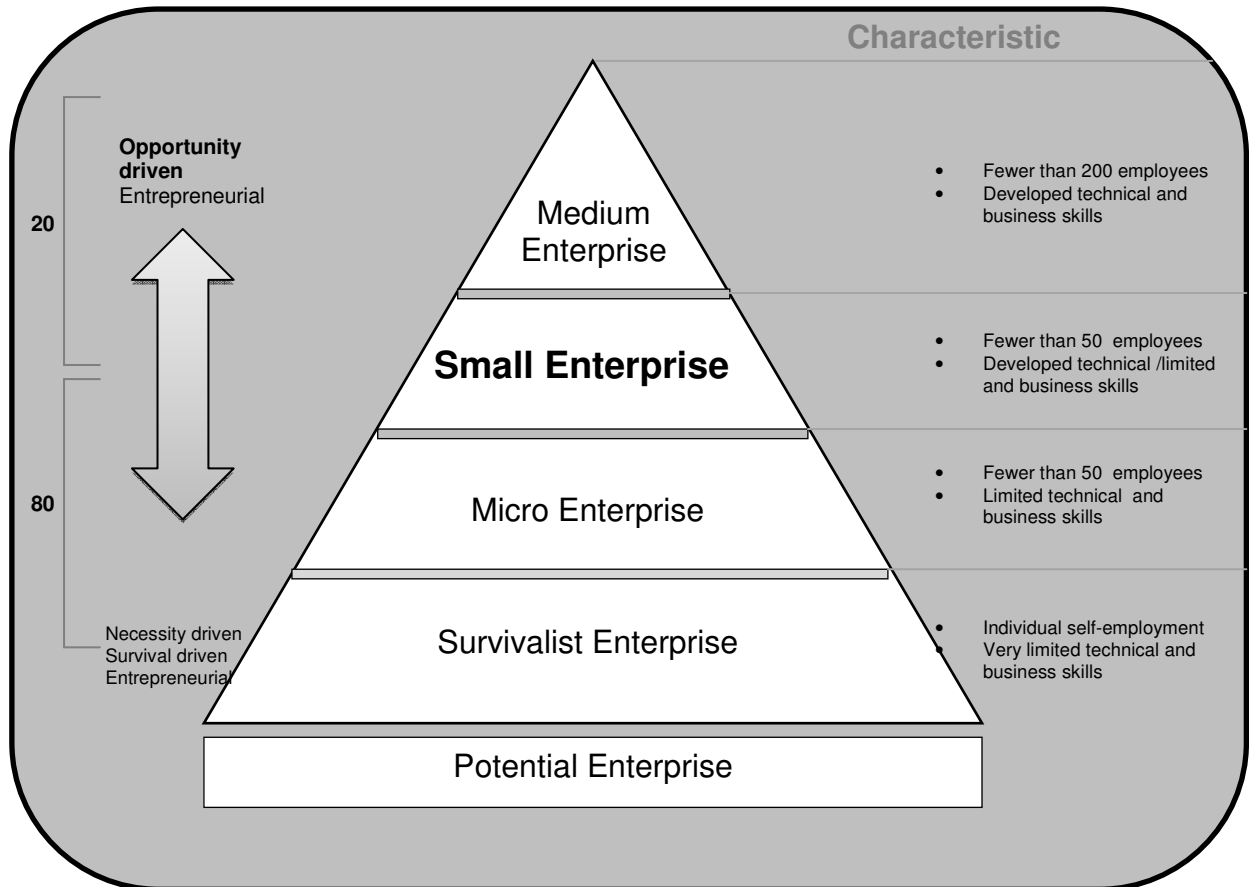 Characteristic
Opportunity
driven
Entrepreneurial
20
Medium
Enterprise
• Fewer than 200 employees
• Developed technical and
business skills
Small Enterprise
• Fewer than 50 employees
• Developed technical /limited
and business skills
80
Micro Enterprise
• Fewer than 50 employees
• Limited technical and
business skills
Necessity driven
Survival driven
Entrepreneurial
Survivalist Enterprise
• Individual self-employment
• Very limited technical and
business skills
Potential Enterprise